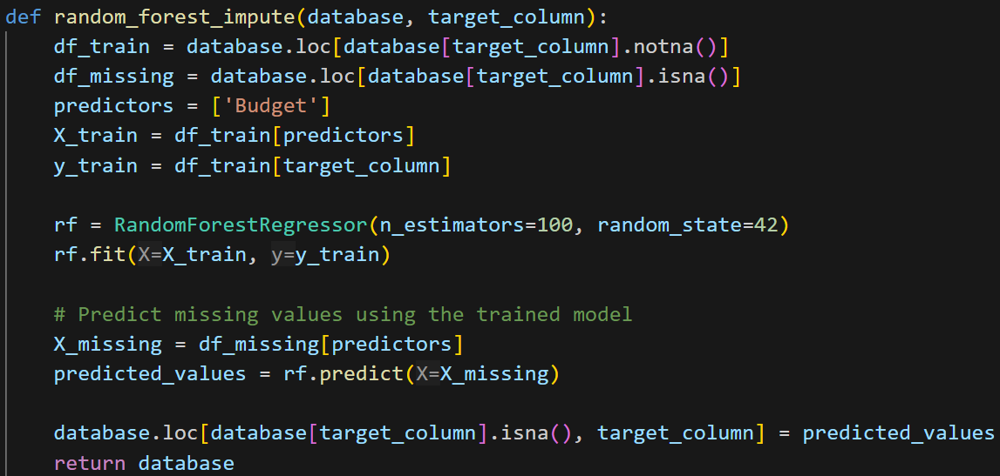 def random_forest_impute(database, target_column):
    df_train = database.loc[database[target_column].notna()]
    df_missing = database.loc[database[target_column].isna()]
    predictors = ['Budget']
    X_train = df_train[predictors]
    y_train = df_train[target_column]

    rf = RandomForestRegressor(n_estimators=100, random_state=42)
    rf.fit(X=X_train, y=y_train)

    # Predict missing values using the trained model
    X_missing = df_missing[predictors]
    predicted_values = rf.predict(X=X_missing)

    database.loc[database[target_column].isna(), target_column] = predicted_values
    return database